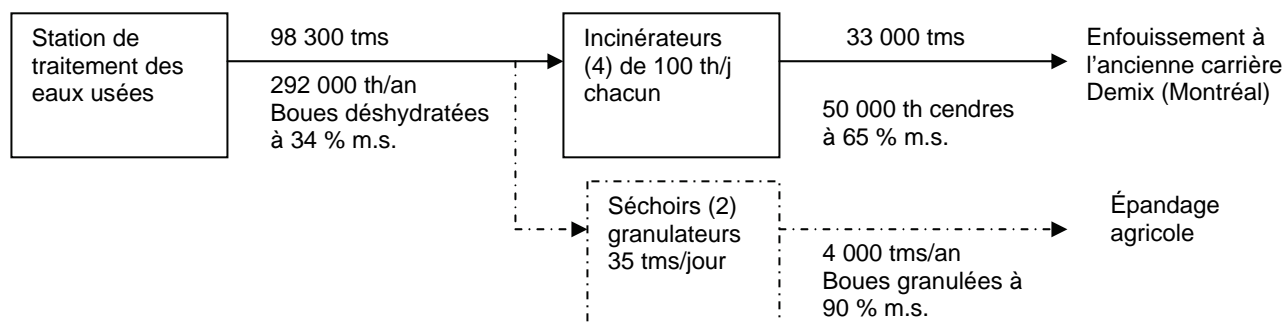 Station de
traitement des
eaux usées
98 300 tms
292 000 th/an
Boues déshydratées
à 34 % m.s.
Incinérateurs
(4) de 100 th/j
chacun
33 000 tms
50 000 th cendres
à 65 % m.s.
Enfouissement à
l’ancienne carrière
Demix (Montréal)
Séchoirs (2)
granulateurs
35 tms/jour
4 000 tms/an
Boues granulées à
90 % m.s.
Épandage
agricole